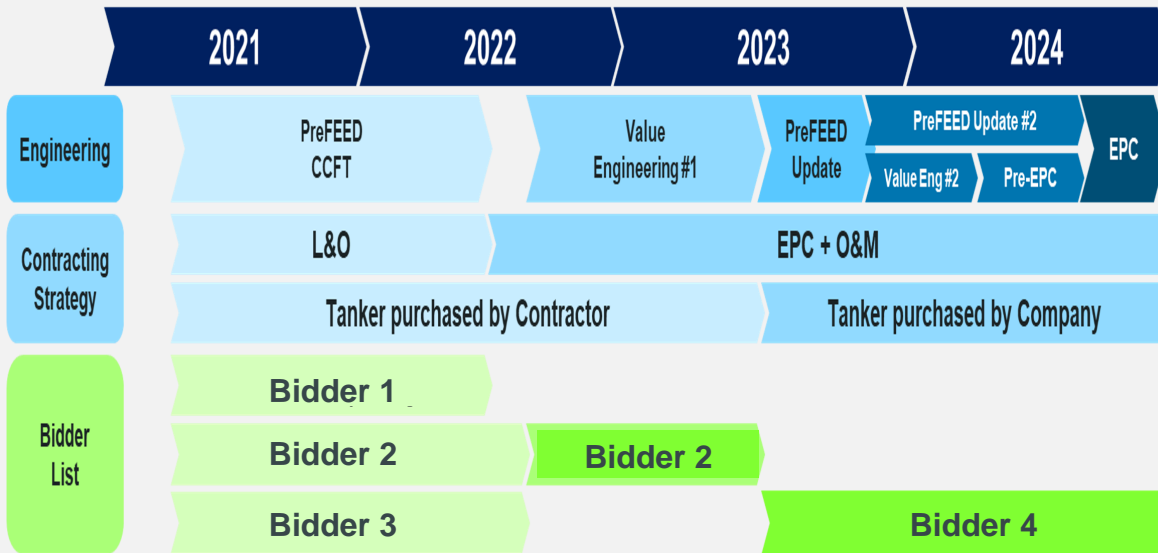 2021 2022 2023 2024
Engineering
PreFEED
CCFT
Value
Engineering #1
PreFEED
Update
PreFEED Update #2
Value Eng #2
Pre-EPC
EPC
Contracting
Strategy
L&O
EPC + O&M
Tanker purchased by Contractor
Tanker purchased by Company
Bidder
List
Bidder 1
Bidder 2
Bidder 2
Bidder 3
Bidder 4